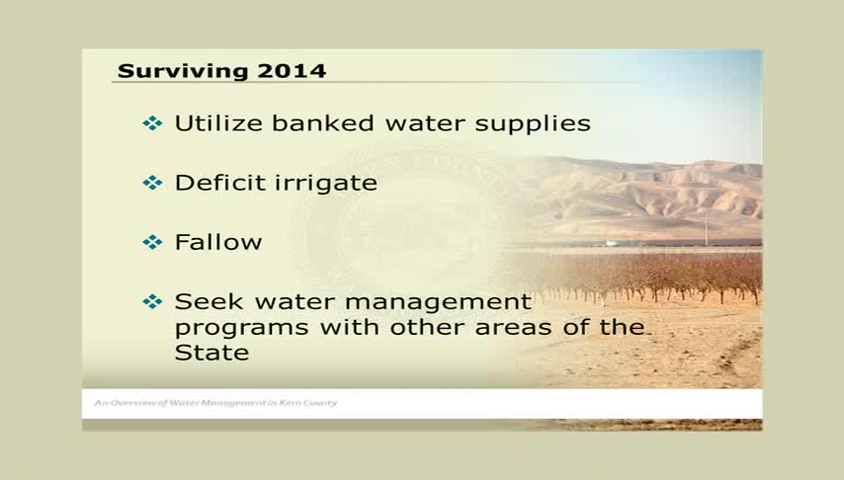 Surviving 2014
Utilize banked water supplies
Deficit irrigate
Fallow
Seek water management
programs with other areas of the
State
An Overview of Water Management in Kern County